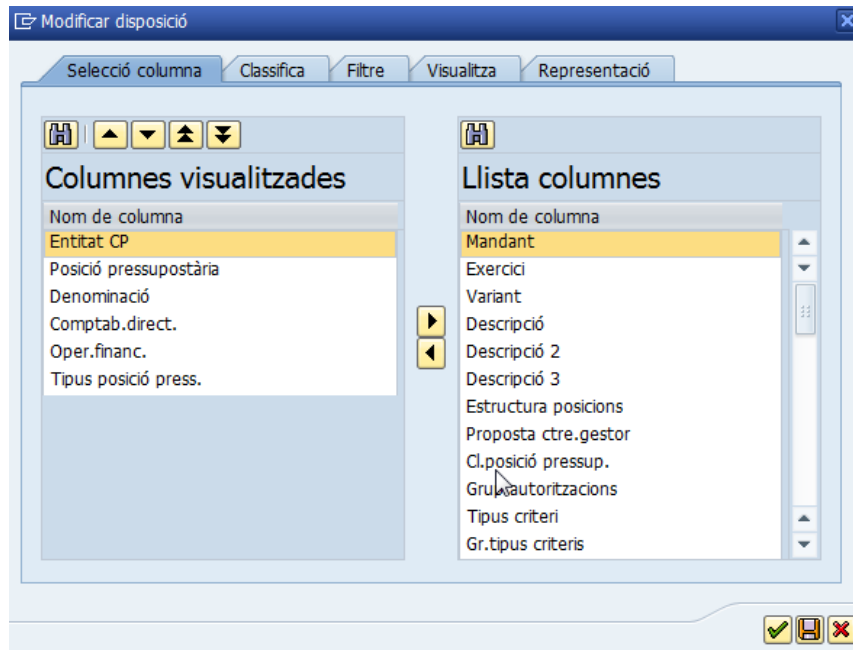 Modificar disposició
Selecció columna
Classifica
Filtre
Visualitza
Representació
Columnes visualitzades
Nom de columna
Entitat CP
Posició pressupostària
Denominació
Comptab.direct.
Oper.financ.
Tipus posició press.
Llista columnes
Nom de columna
Mandant
Exercici
Variant
Descripció
Descripció 2
Descripció 3
Estructura posicions
Proposta ctre.gestor
Cl.posició pressup.
Grup autoritzacions
Tipus criteri
Gr.tipus criteris